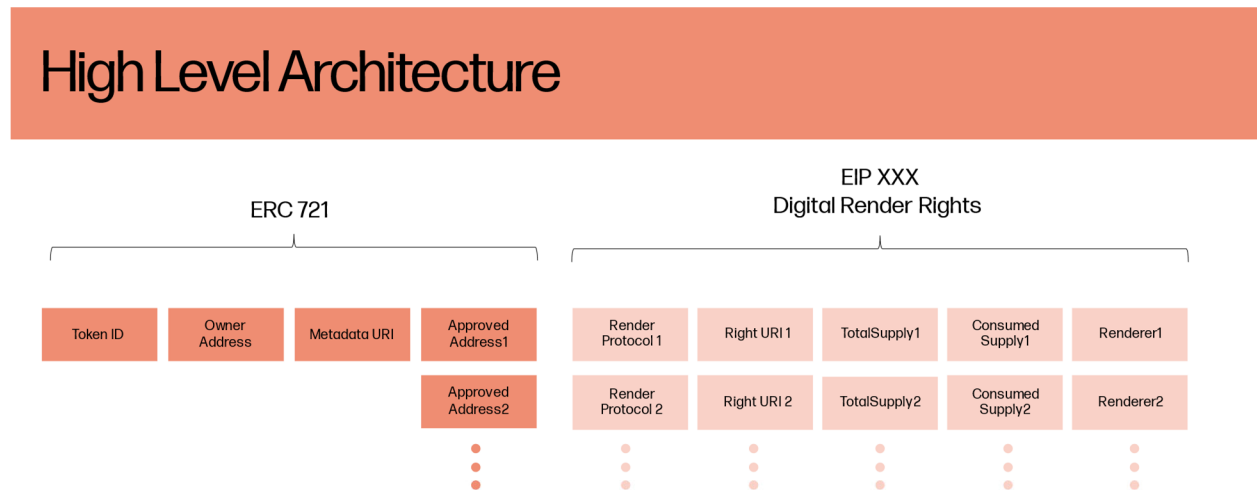 High Level Architecture
EIP XXX
Digital Render Rights
ERC 721
Token ID
Owner
Address
Metadata URI
Approved
Address1
Render
Protocol 1
Right URI 1
TotalSupply1
Consumed
Supply1
Renderer1
Approved
Address2
Render
Protocol 2
Right URI 2
TotalSupply2
Consumed
Supply2
Renderer2